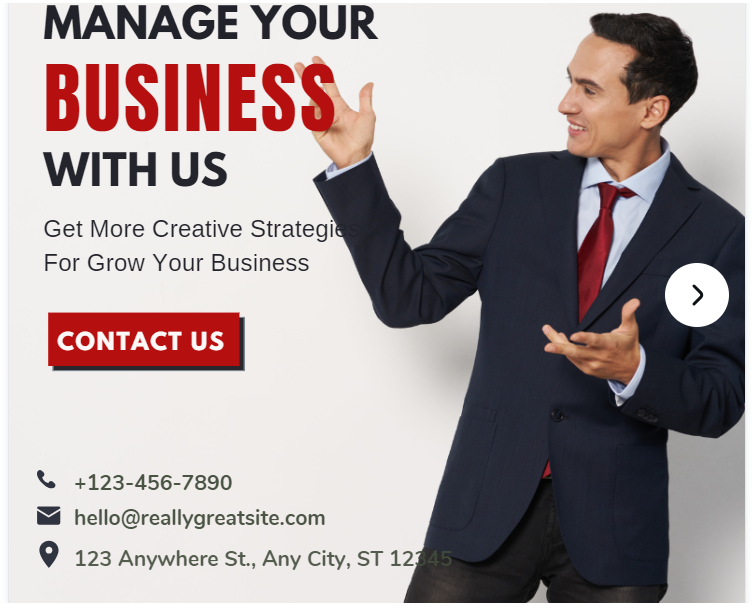 MANAGE YOUR
BUSINESS
WITH US
Get More Creative Strategies
For Grow Your Business
CONTACT US
+123-456-7890
hello@reallygreatsite.com
123 Anywhere St., Any City, ST 12345